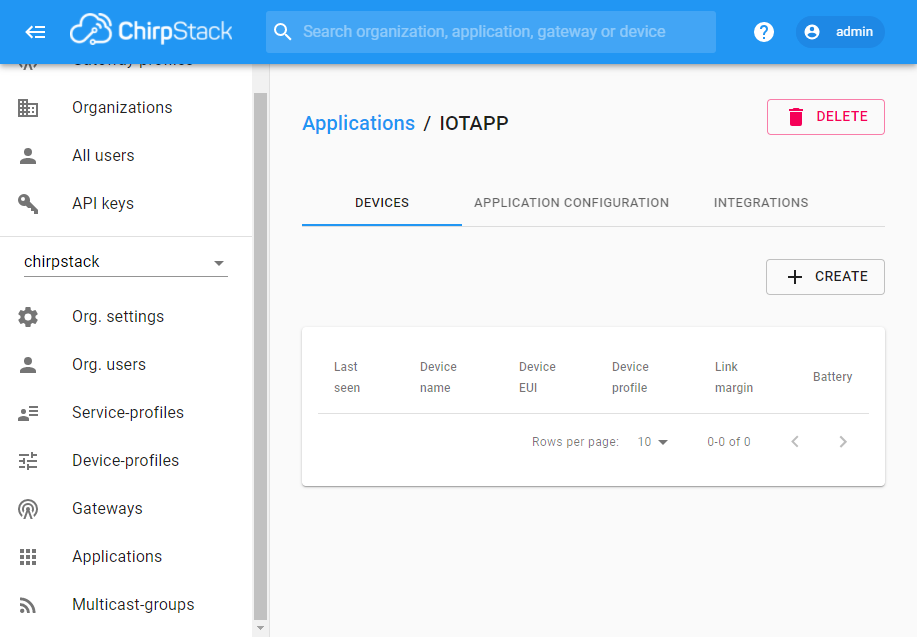 ChirpStack
Search organization, application, gateway or device
?
admin
Gateway-profiles
Organizations
All users
API keys
chirpstack
Org. settings
Org. users
Service-profiles
Device-profiles
Gateways
Applications
Multicast-groups
Applications / IOTAPP
DELETE
DEVICES
APPLICATION CONFIGURATION
INTEGRATIONS
CREATE
Last seen
Device name
Device EUI
Device profile
Link margin
Battery
Rows per page: 10
0-0 of 0